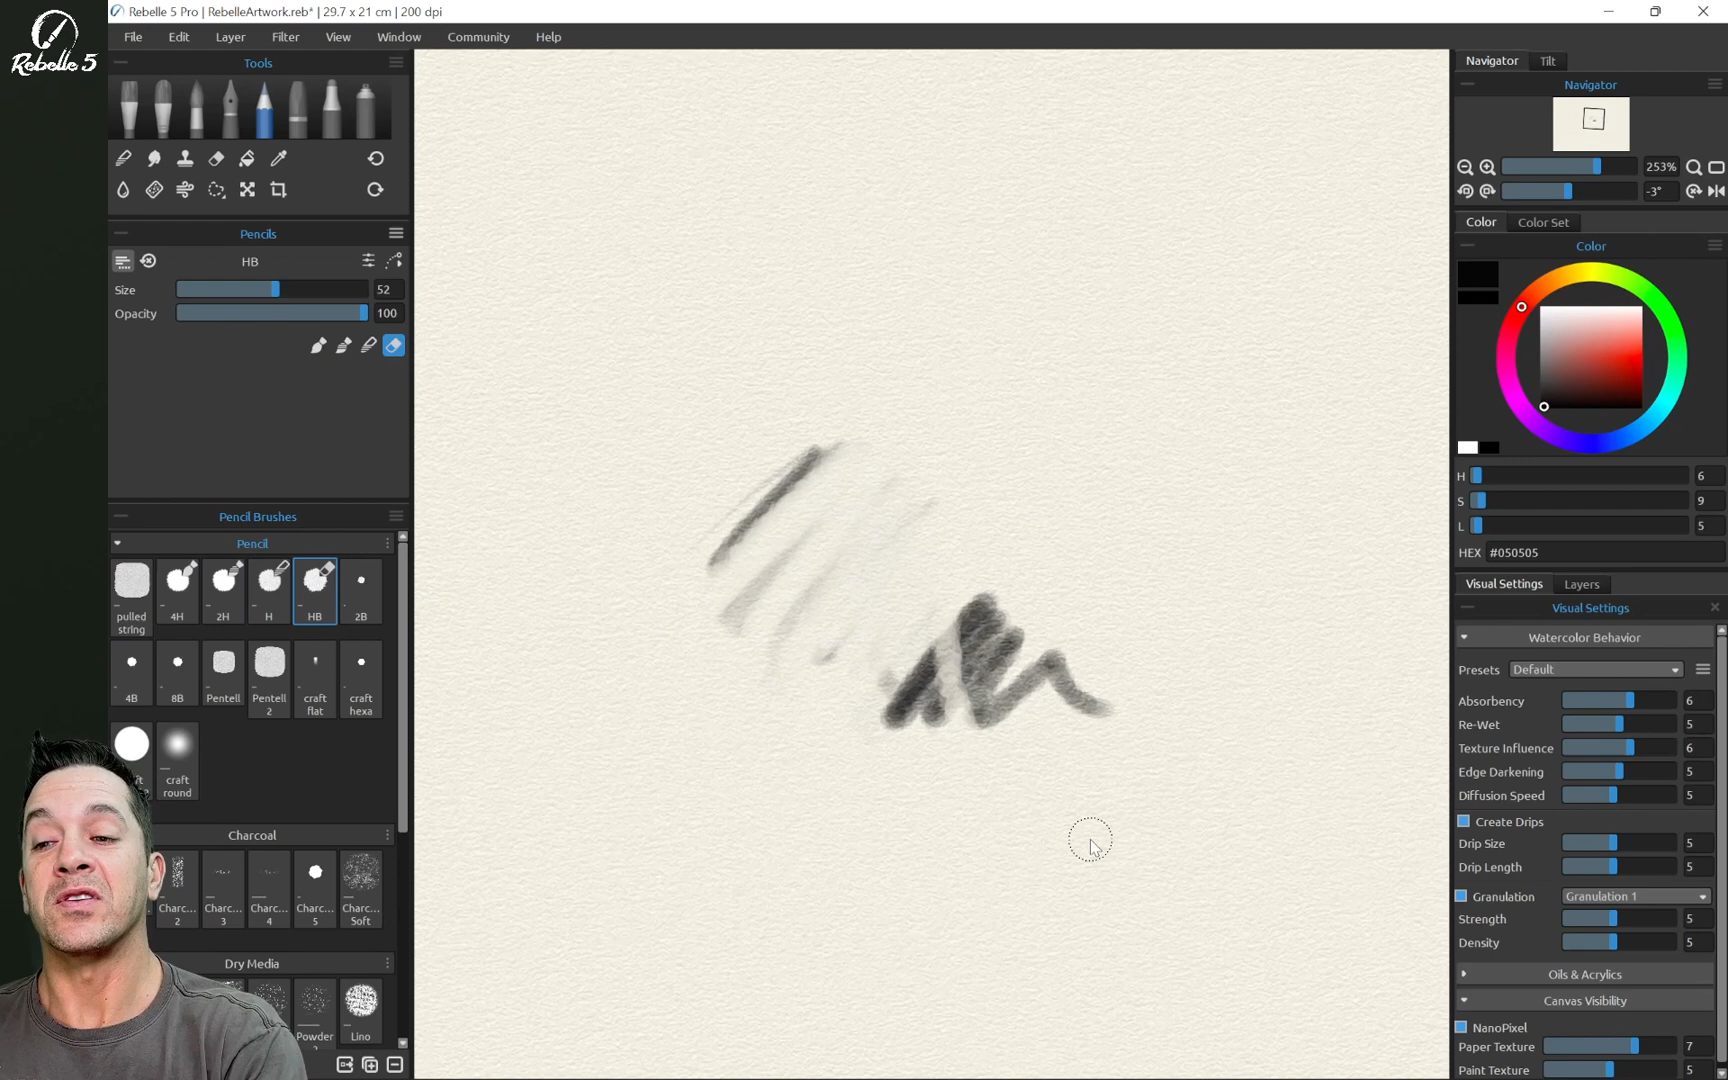 Rebelle 5
Rebelle 5 Pro | RebelleArtwork.reb* | 29.7 x 21 cm | 200 dpi
File Edit Layer Filter View Window Community Help
Tools
Pencils
HB
Size 52
Opacity 100
Pencil Brushes
Pencil
pulled string
4H
2H
H
HB
2B
4B
8B
Pentell
Pentell 2
craft flat
craft hexa
craft round
Charcoal
Charc... 2
Charc... 3
Charc... 4
Charc... 5
Charc... Soft
Dry Media
Powder
Lino
Navigator Tilt
Navigator
253%
-3°
Color Color Set
Color
H 6
S 9
L 5
HEX #050505
Visual Settings Layers
Visual Settings
Watercolor Behavior
Presets Default
Absorbency 6
Re-Wet 5
Texture Influence 6
Edge Darkening 5
Diffusion Speed 5
Create Drips
Drip Size 5
Drip Length 5
Granulation Granulation 1
Strength 5
Density 5
Oils & Acrylics
Canvas Visibility
NanoPixel
Paper Texture 7
Paint Texture 5